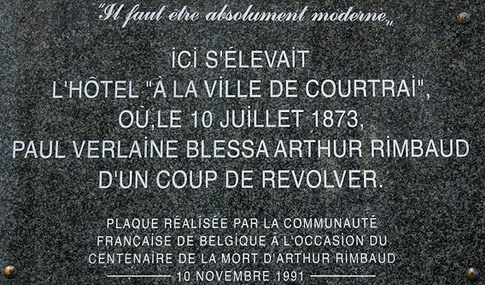 "Il faut être absolument moderne„
ICI S'ÉLEVAIT
L'HÔTEL "À LA VILLE DE COURTRAI",
OÙ,LE 10 JUILLET 1873,
PAUL VERLAINE BLESSA ARTHUR RIMBAUD
D'UN COUP DE REVOLVER.
PLAQUE RÉALISÉE PAR LA COMMUNAUTÉ
FRANÇAISE DE BELGIQUE À L'OCCASION DU
CENTENAIRE DE LA MORT D'ARTHUR RIMBAUD
10 NOVEMBRE 1991